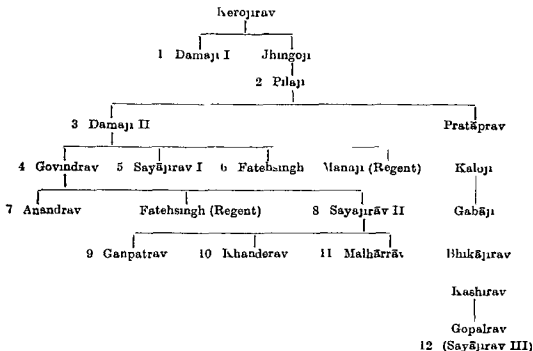 Kerojirav
1 Damaji I Jhingoji
2 Pilaji
3 Damaji II Pratāprav
4 Govindrav 5 Sayājirav I 6 Fatehsingh Manaji (Regent) Kaloji
7 Anandrav Fatehsingh (Regent) 8 Sayajirāv II Gabāji
9 Ganpatrav 10 Khanderav 11 Malhārrāv Bhikājirav
Kashirav
Gopalrav
12 (Sayājirav III)